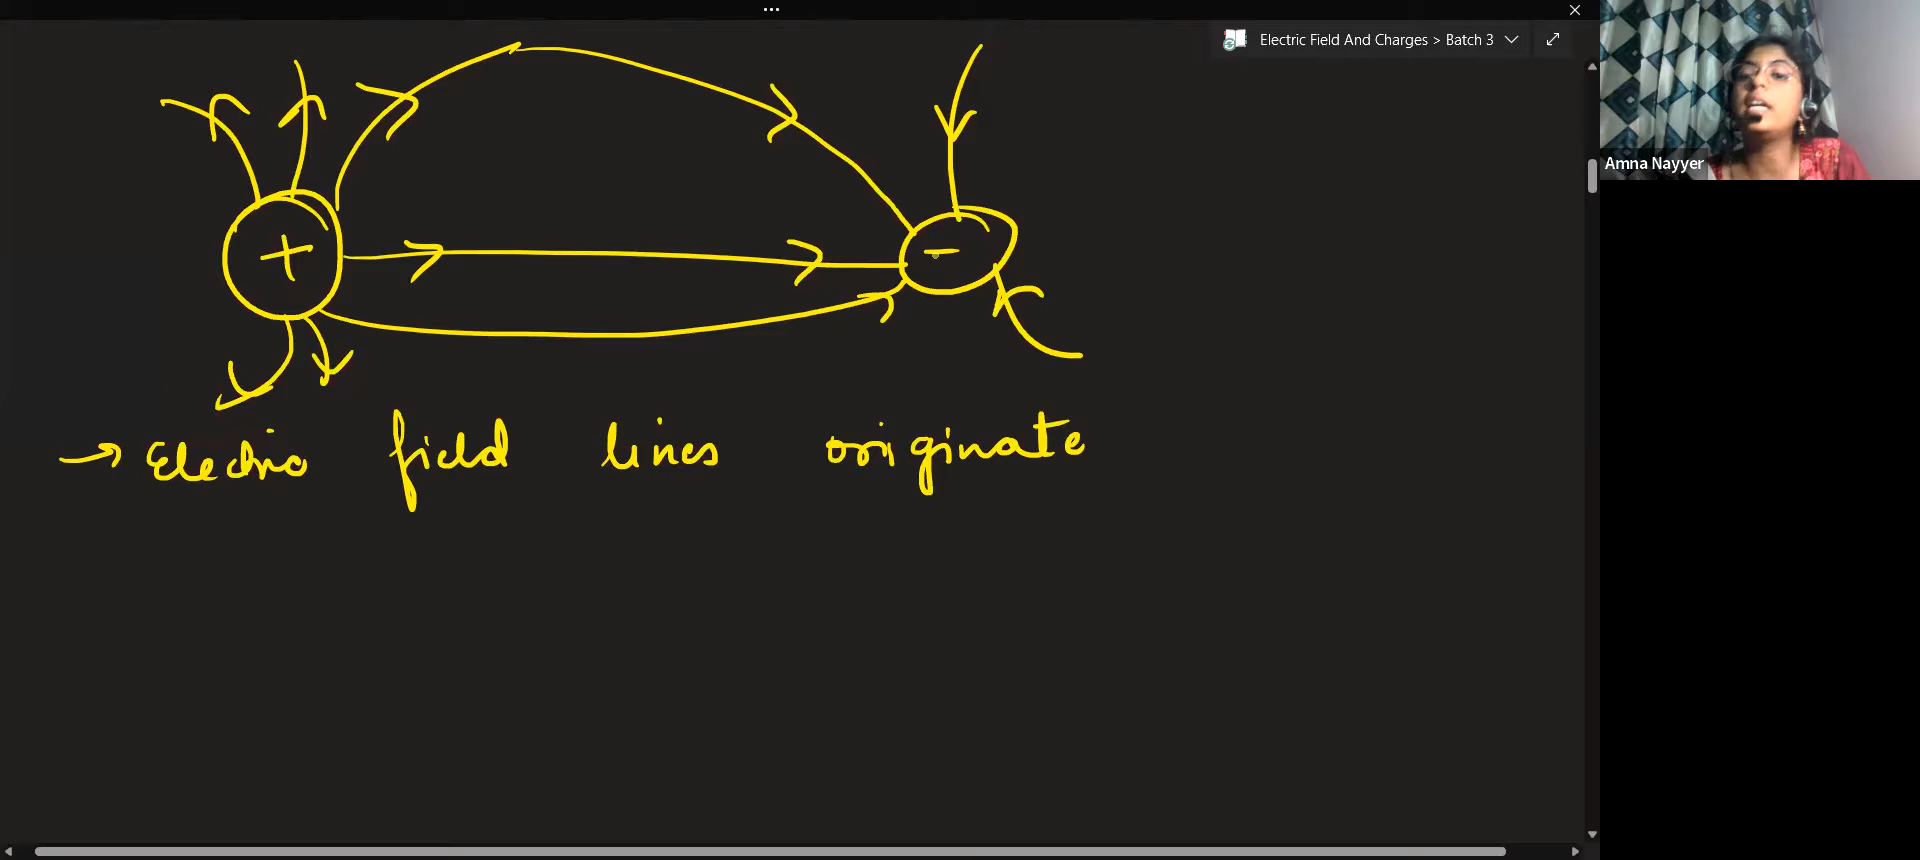 ...
Electric Field And Charges > Batch 3
Amna Nayyer
+
-
→ Electric field lines originate